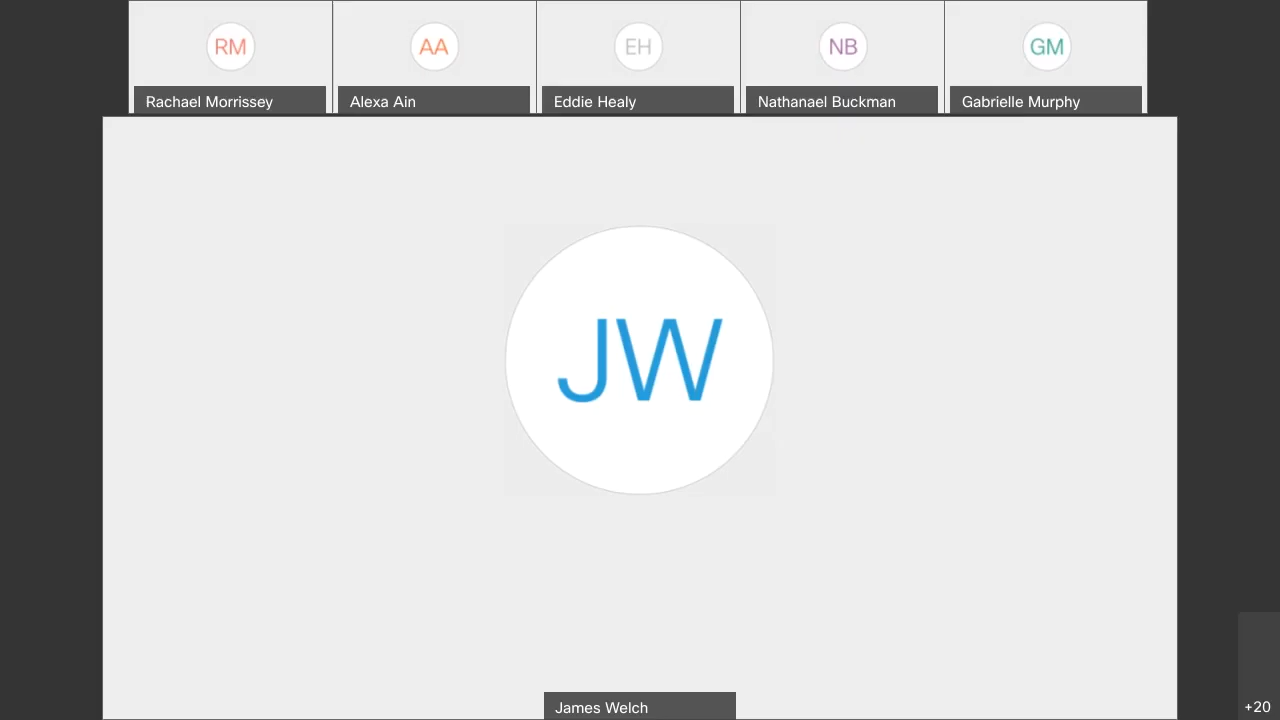 RM
AA
EH
NB
GM
Rachael Morrissey
Alexa Ain
Eddie Healy
Nathanael Buckman
Gabrielle Murphy
JW
James Welch
+20